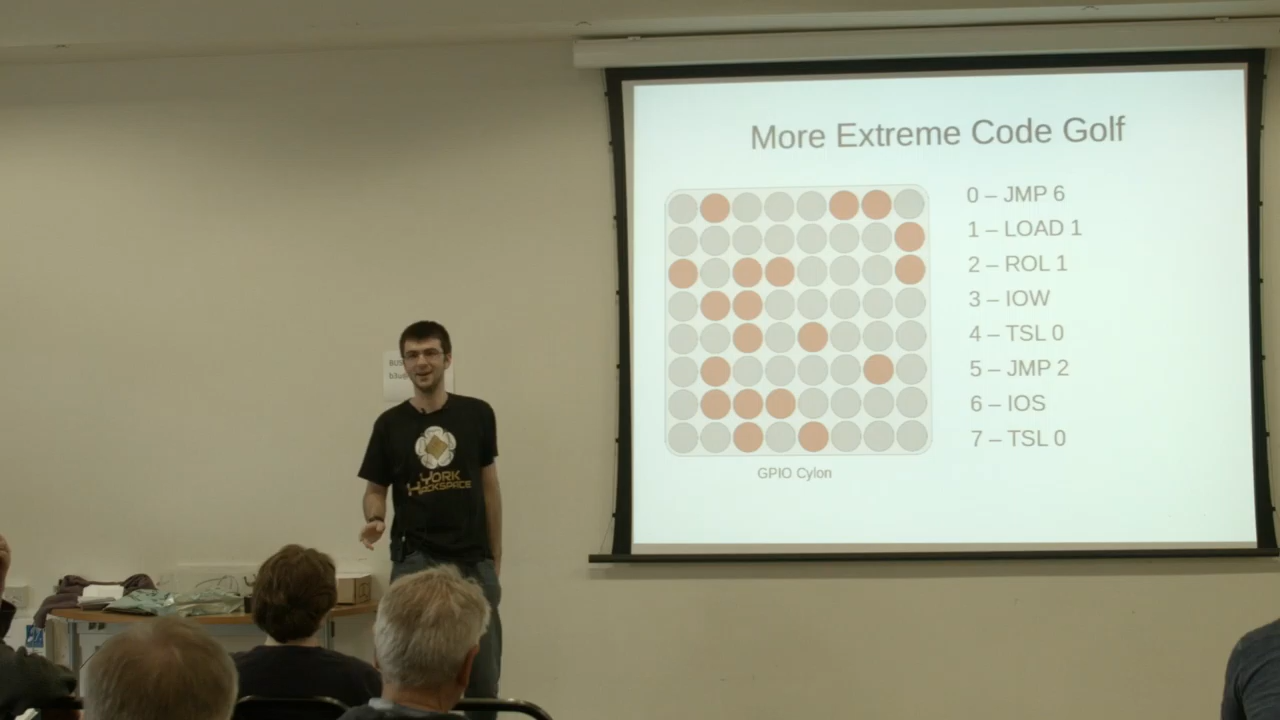 More Extreme Code Golf
0 – JMP 6
1 – LOAD 1
2 – ROL 1
3 – IOW
4 – TSL 0
5 – JMP 2
6 – IOS
7 – TSL 0
GPIO Cylon
YORK
HACKSPACE